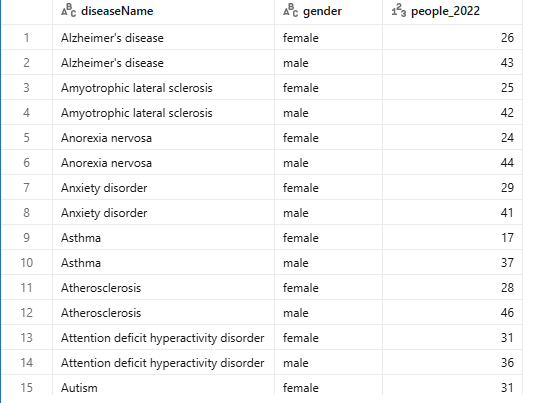 ABC diseaseName ABC gender 123 people_2022
1 Alzheimer's disease female 26
2 Alzheimer's disease male 43
3 Amyotrophic lateral sclerosis female 25
4 Amyotrophic lateral sclerosis male 42
5 Anorexia nervosa female 24
6 Anorexia nervosa male 44
7 Anxiety disorder female 29
8 Anxiety disorder male 41
9 Asthma female 17
10 Asthma male 37
11 Atherosclerosis female 28
12 Atherosclerosis male 46
13 Attention deficit hyperactivity disorder female 31
14 Attention deficit hyperactivity disorder male 36
15 Autism female 31